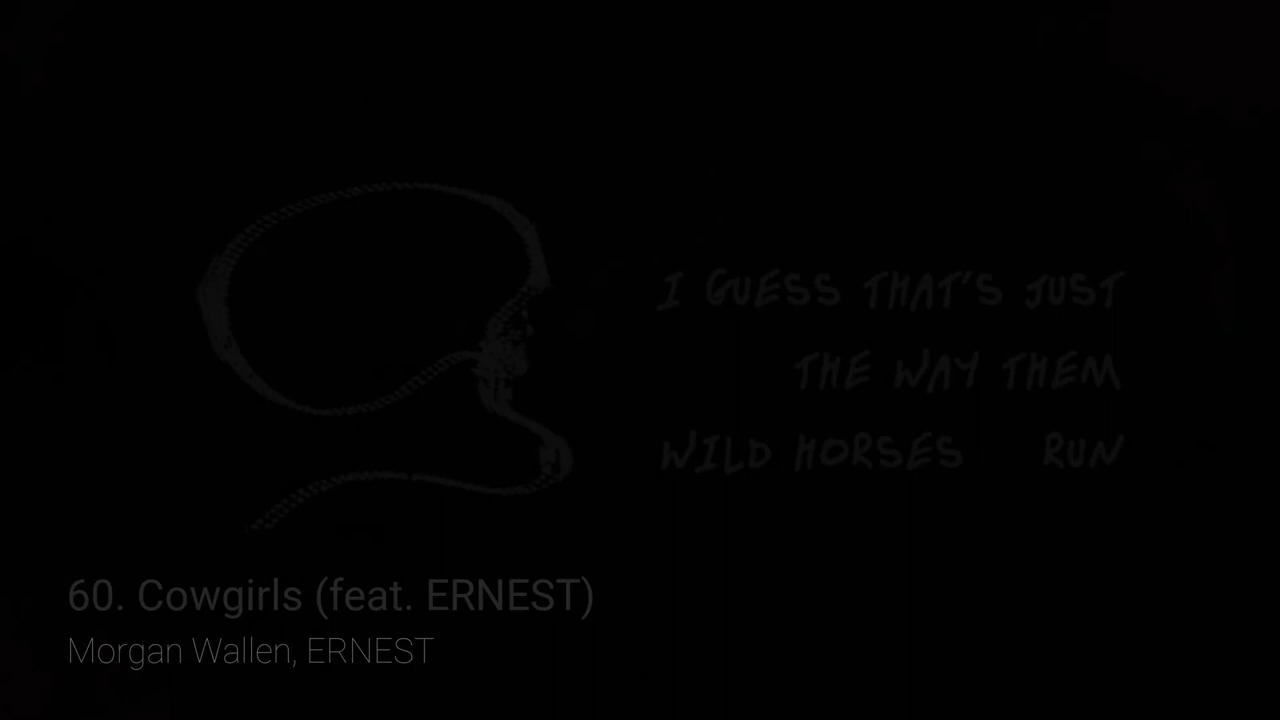 I GUESS THAT'S JUST
THE WAY THEM
WILD HORSES RUN
60. Cowgirls (feat. ERNEST)
Morgan Wallen, ERNEST